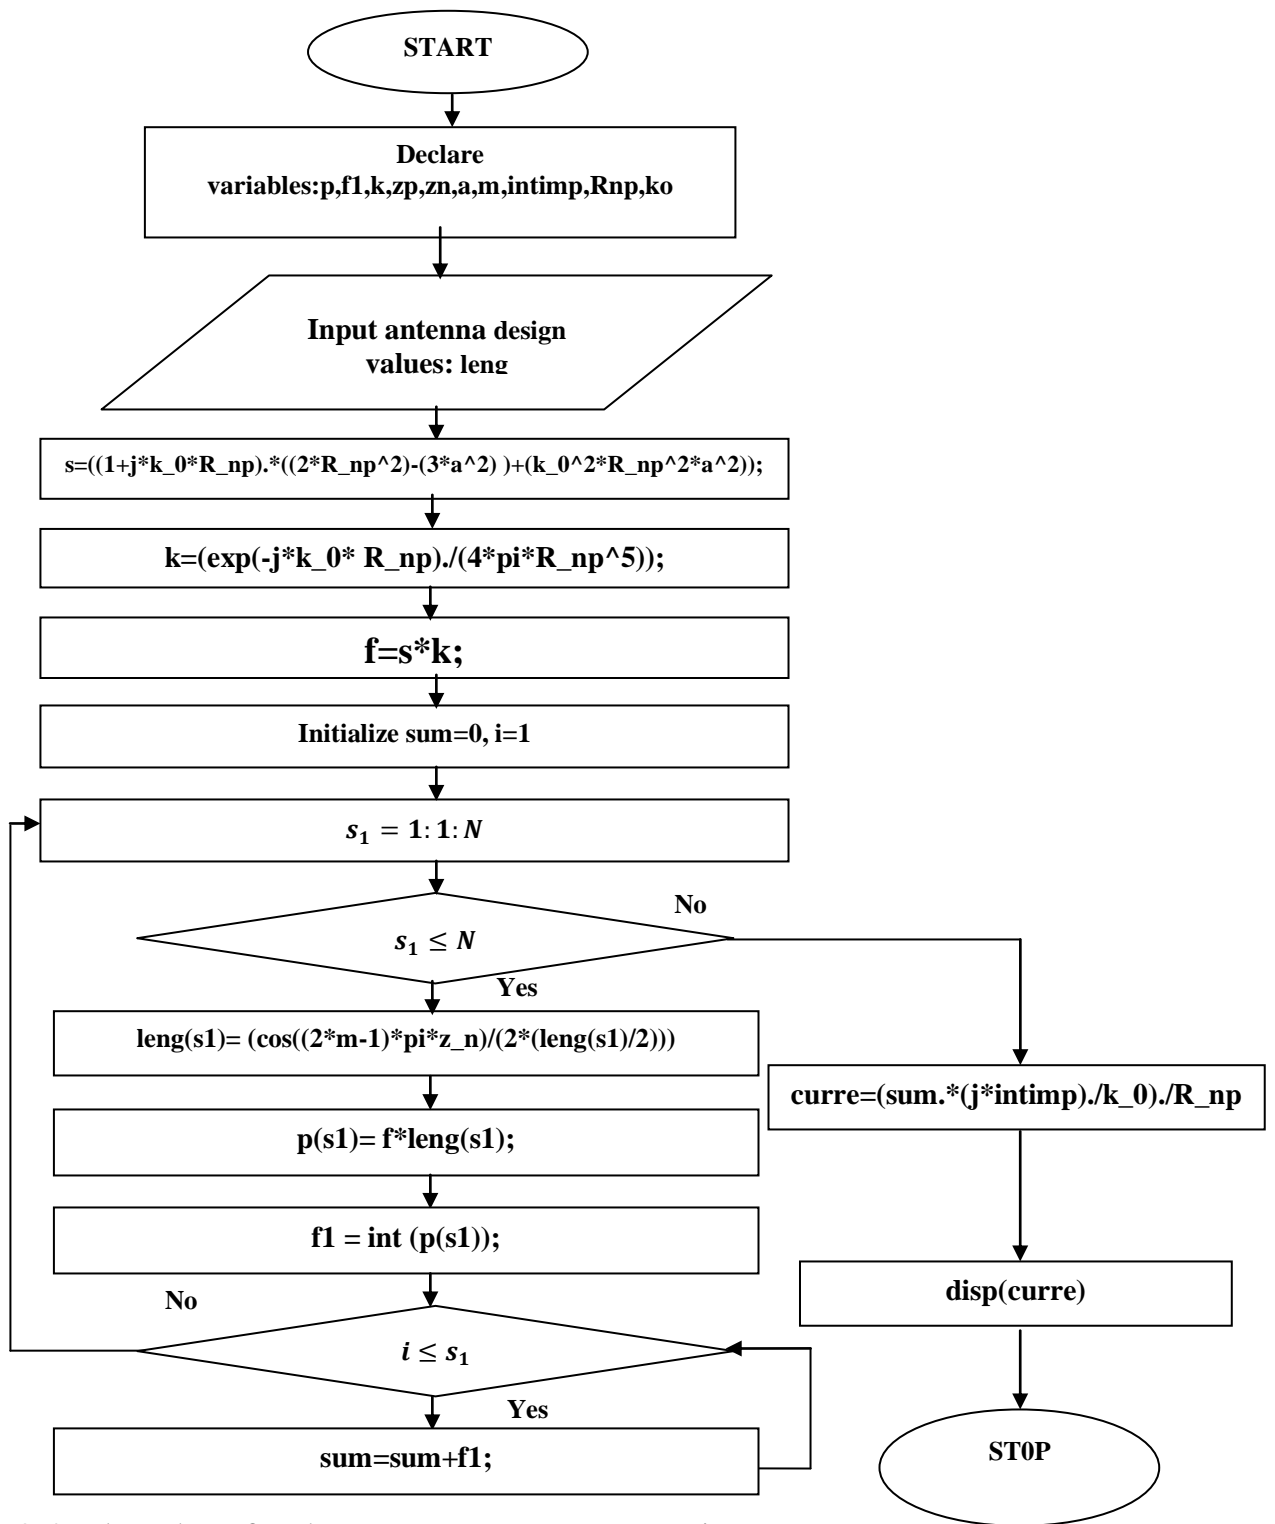 START
Declare
variables:p,f1,k,zp,zn,a,m,intimp,Rnp,ko
Input antenna design
values: leng
s=((1+j*k_0*R_np).*((2*R_np^2)-(3*a^2) )+(k_0^2*R_np^2*a^2));
k=(exp(-j*k_0* R_np)./(4*pi*R_np^5));
f=s*k;
Initialize sum=0, i=1
s₁ = 1:1:N
s₁ ≤ N
No
Yes
leng(s1)= (cos((2*m-1)*pi*z_n)/(2*(leng(s1)/2)))
curre=(sum.*(j*intimp)./k_0)./R_np
p(s1)= f*leng(s1);
f1 = int (p(s1));
disp(curre)
No
i ≤ s₁
Yes
sum=sum+f1;
ST0P